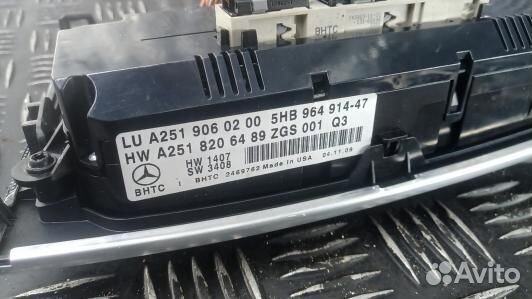 BHTC
LU A251 906 02 00 5HB 964 914-47
HW A251 820 64 89 ZGS 001 Q3
HW 1407
SW 3408
BHTC I BHTC 2469762 Made in USA 04.11.09
Avito